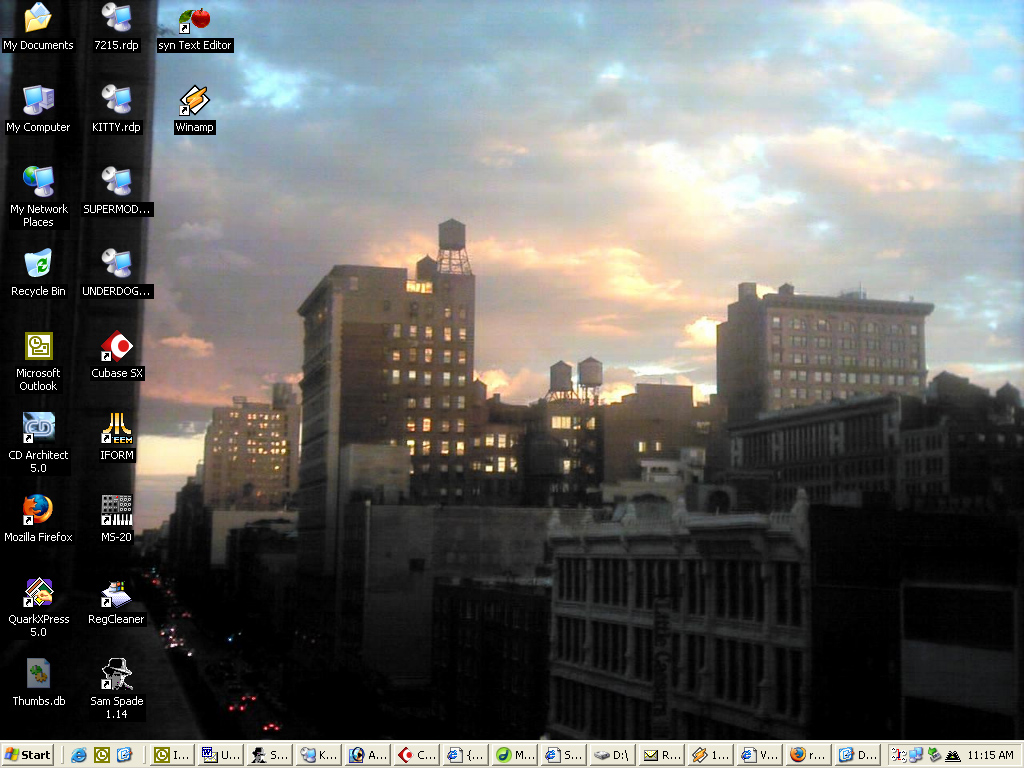 My Documents
7215.rdp
syn Text Editor
My Computer
KITTY.rdp
Winamp
My Network
Places
SUPERMOD...
Recycle Bin
UNDERDOG...
Microsoft
Outlook
Cubase SX
CD Architect
5.0
IFORM
Mozilla Firefox
MS-20
QuarkXPress
5.0
RegCleaner
Thumbs.db
Sam Spade
1.14
Start
I...
U...
S...
K...
A...
C...
{...
M...
S...
D:\
R...
1...
V...
r...
D...
11:15 AM